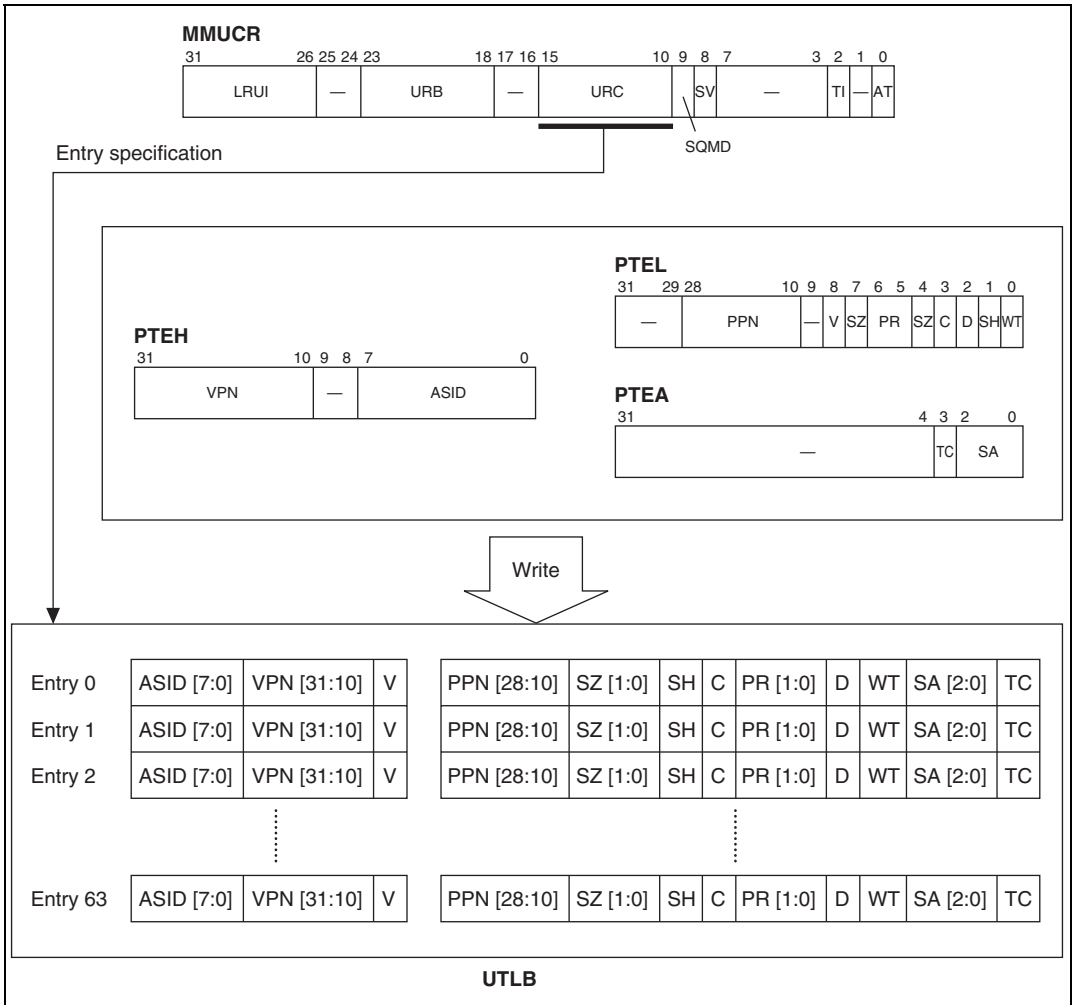 MMUCR
31 26 25 24 23 18 17 16 15 10 9 8 7 3 2 1 0
LRUI — URB — URC SV — TI — AT
SQMD
Entry specification
PTEL
31 29 28 10 9 8 7 6 5 4 3 2 1 0
— PPN — V SZ PR SZ C D SH WT
PTEH
31 10 9 8 7 0
VPN — ASID
PTEA
31 4 3 2 0
— TC SA
Write
Entry 0 ASID [7:0] VPN [31:10] V PPN [28:10] SZ [1:0] SH C PR [1:0] D WT SA [2:0] TC
Entry 1 ASID [7:0] VPN [31:10] V PPN [28:10] SZ [1:0] SH C PR [1:0] D WT SA [2:0] TC
Entry 2 ASID [7:0] VPN [31:10] V PPN [28:10] SZ [1:0] SH C PR [1:0] D WT SA [2:0] TC
Entry 63 ASID [7:0] VPN [31:10] V PPN [28:10] SZ [1:0] SH C PR [1:0] D WT SA [2:0] TC
UTLB